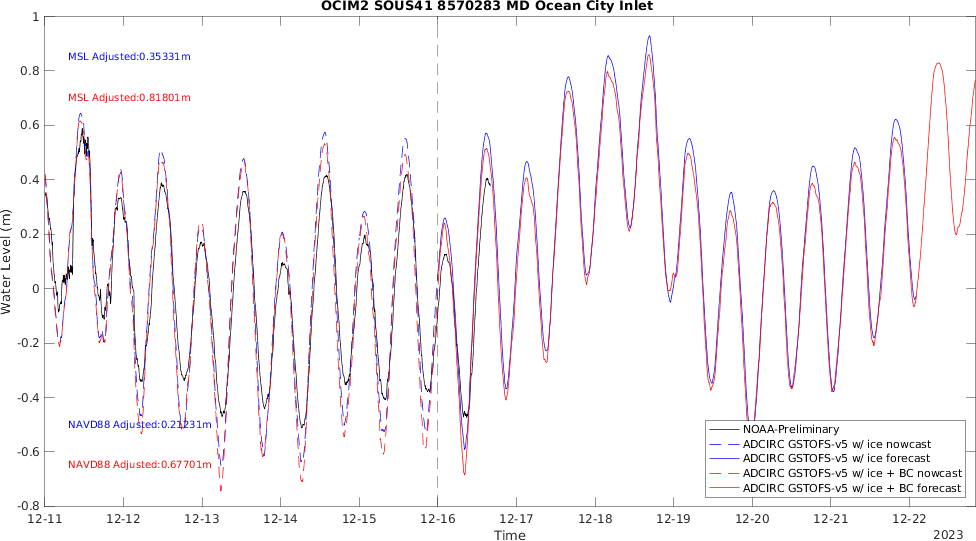 OCIM2 SOUS41 8570283 MD Ocean City Inlet
1
MSL Adjusted:0.35331m
0.8
MSL Adjusted:0.81801m
0.6
0.4
0.2
Water Level (m)
0
-0.2
-0.4
NAVD88 Adjusted:0.21231m
NOAA-Preliminary
ADCIRC GSTOFS-v5 w/ ice nowcast
-0.6
ADCIRC GSTOFS-v5 w/ ice forecast
NAVD88 Adjusted:0.67701m
ADCIRC GSTOFS-v5 w/ ice + BC nowcast
ADCIRC GSTOFS-v5 w/ ice + BC forecast
-0.8
12-11 12-12 12-13 12-14 12-15 12-16 12-17 12-18 12-19 12-20 12-21 12-22
Time
2023